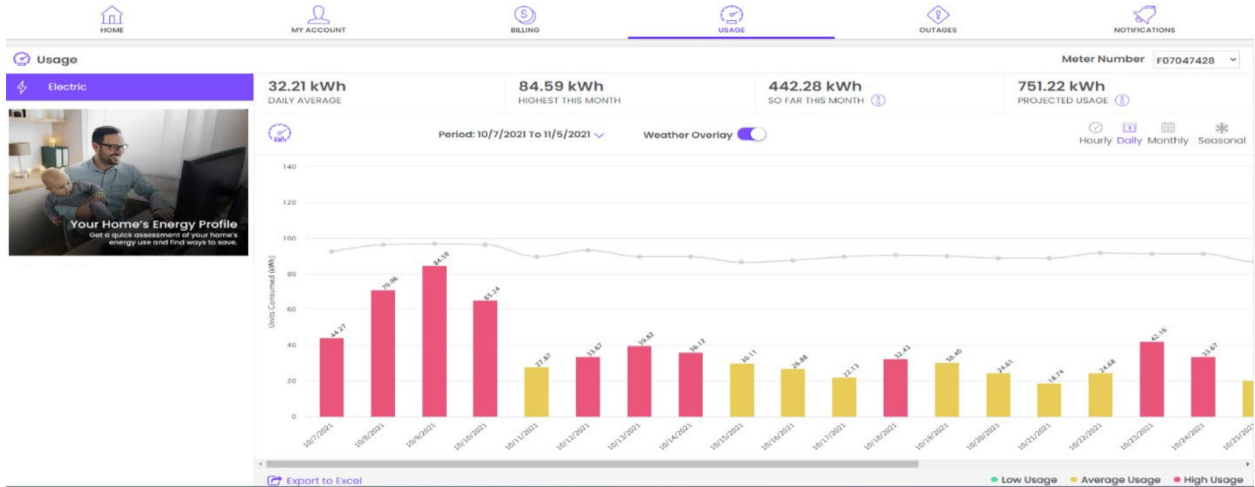 HOME MY ACCOUNT BILLING USAGE OUTAGES NOTIFICATIONS
Usage Meter Number F07047428
Electric
32.21 kWh 84.59 kWh 442.28 kWh 751.22 kWh
DAILY AVERAGE HIGHEST THIS MONTH SO FAR THIS MONTH PROJECTED USAGE
kWh Period: 10/7/2021 To 11/5/2021 Weather Overlay
Hourly Daily Monthly Seasonal
Your Home's Energy Profile
Get a quick assessment of your home's
energy use and find ways to save.
Units Consumed (kWh)
140
120
100
80
60
40
20
0
44.27 70.96 84.59 65.24 27.87 33.67 39.82 36.12 30.11 26.88 22.13 32.43 30.40 24.61 18.74 24.68 42.16 33.67
10/7/2021 10/8/2021 10/9/2021 10/10/2021 10/11/2021 10/12/2021 10/13/2021 10/14/2021 10/15/2021 10/16/2021 10/17/2021 10/18/2021 10/19/2021 10/20/2021 10/21/2021 10/22/2021 10/23/2021 10/24/2021 10/25/202
Export to Excel Low Usage Average Usage High Usage